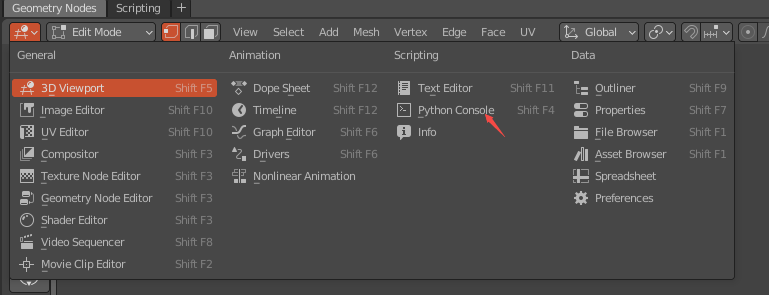 Geometry Nodes Scripting +
Edit Mode View Select Add Mesh Vertex Edge Face UV Global
General
3D Viewport Shift F5
Image Editor Shift F10
UV Editor Shift F10
Compositor Shift F3
Texture Node Editor Shift F3
Geometry Node Editor Shift F3
Shader Editor Shift F3
Video Sequencer Shift F8
Movie Clip Editor Shift F2
Animation
Dope Sheet Shift F12
Timeline Shift F12
Graph Editor Shift F6
Drivers Shift F6
Nonlinear Animation
Scripting
Text Editor Shift F11
Python Console Shift F4
Info
Data
Outliner Shift F9
Properties Shift F7
File Browser Shift F1
Asset Browser Shift F1
Spreadsheet
Preferences